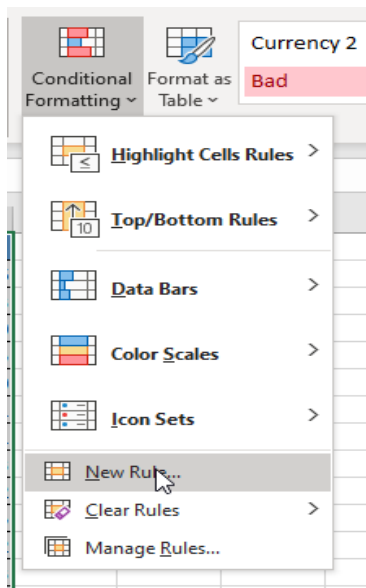 Currency 2
Conditional Formatting
Format as Table
Bad
≤
Highlight Cells Rules
10
Top/Bottom Rules
Data Bars
Color Scales
Icon Sets
New Rule...
Clear Rules
Manage Rules...